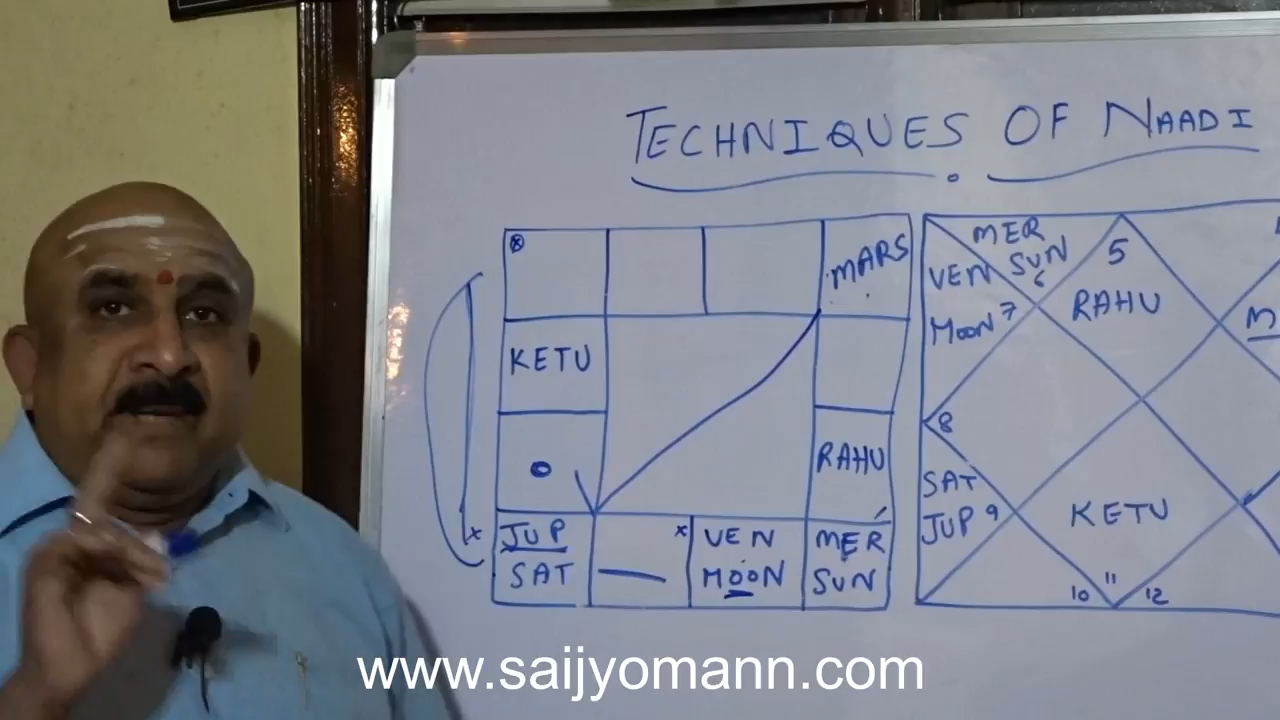 TECHNIQUES OF NAADI
MARS
KETU
RAHU
JUP
SAT
VEN
MOON
MER
SUN
MER
SUN
6
VEN
MOON 7
5
RAHU
M
8
SAT
JUP 9
KETU
10
11
12
www.saijyomann.com